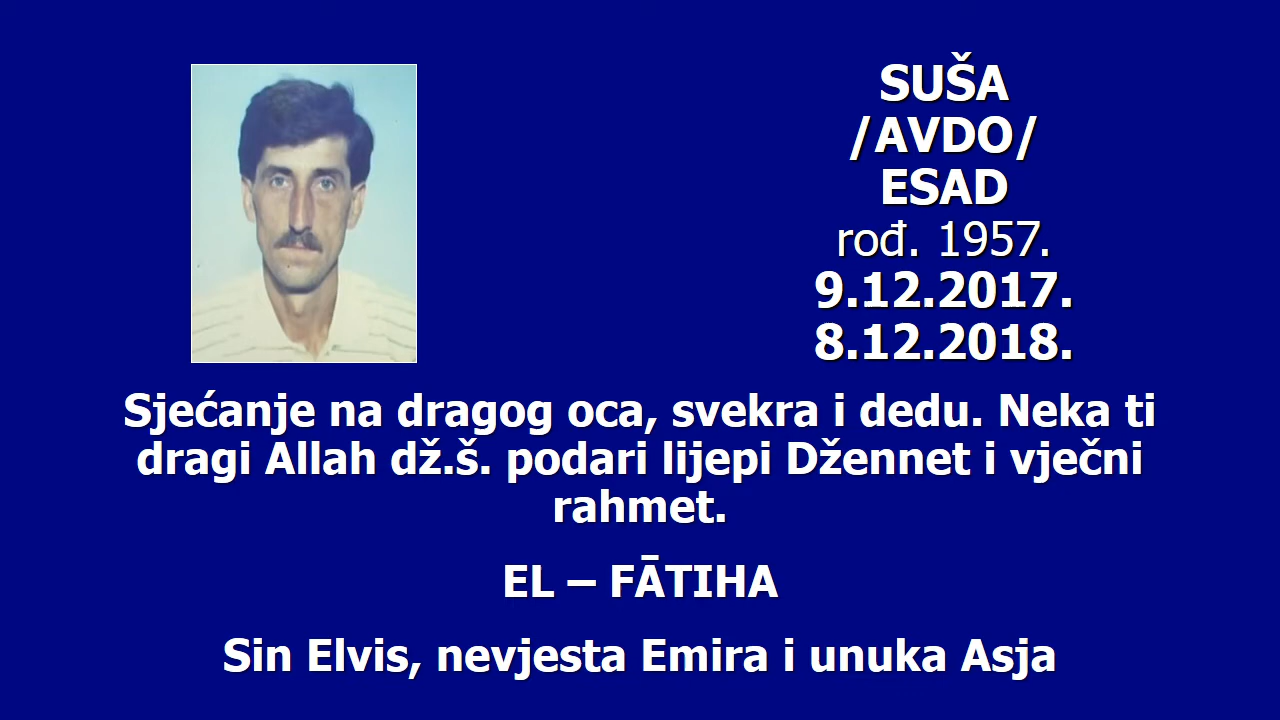 SUŠA
/AVDO/
ESAD
rođ. 1957.
9.12.2017.
8.12.2018.
Sjećanje na dragog oca, svekra i dedu. Neka ti
dragi Allah dž.š. podari lijepi Džennet i vječni
rahmet.
EL – FĀTIHA
Sin Elvis, nevjesta Emira i unuka Asja